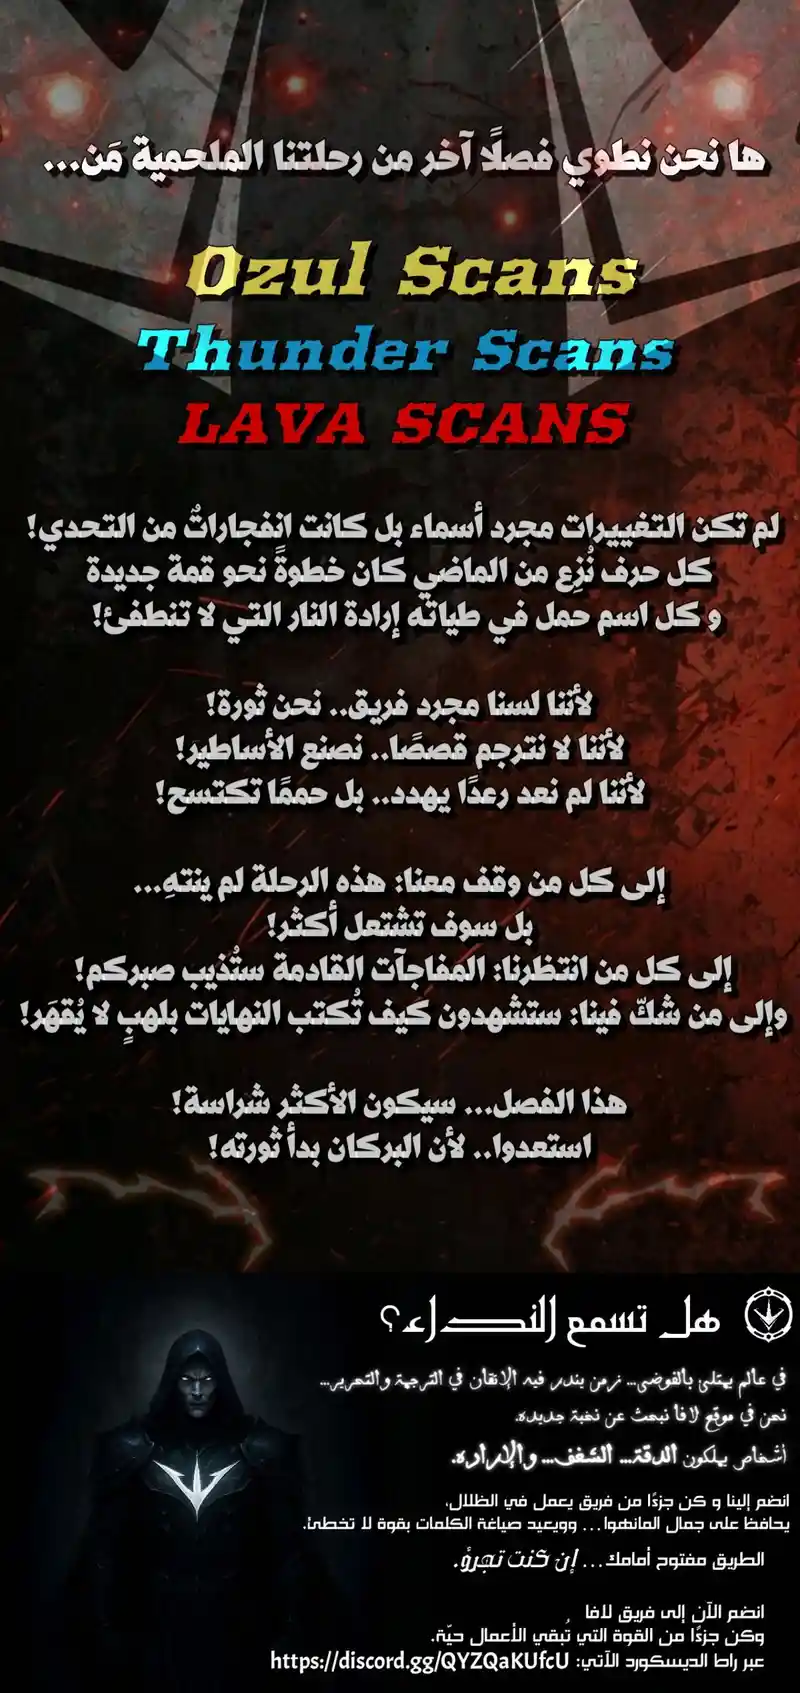 ها نحن نطوي فصلًا آخر من رحلتنا الملحمية مَن...
Ozul Scans
Thunder Scans
LAVA SCANS
لم تكن التغييرات مجرد أسماء بل كانت انفجاراتٌ من التحدي!
كل حرف نُزِع من الماضي كان خطوةً نحو قمة جديدة
و كل اسم حمل في طياته إرادة النار التي لا تنطفئ!
لأننا لسنا مجرد فريق.. نحن ثورة!
لأننا لا نترجم قصصًا.. نصنع الأساطير!
لأننا لم نعد رعدًا يهدد.. بل حممًا تكتسح!
إلى كل من وقف معنا: هذه الرحلة لم ينتهِ...
بل سوف تشتعل أكثر!
إلى كل من انتظرنا: المفاجآت القادمة ستُذيب صبركم!
وإلى من شكّ فينا: ستشهدون كيف تُكتب النهايات بلهبٍ لا يُقهَر!
هذا الفصل... سيكون الأكثر شراسة!
استعدوا.. لأن البركان بدأ ثورته!
هل تسمع النداء؟
في عالم يمتلئ بالفوضى... زمن يندر فيه الإتقان في الترجمة والتحرير...
نحن في موقع لافا نبحث عن نخبة جديدة.
أشخاص يملكون الدقة... الشغف... والإرادة.
انضم إلينا و كن جزءًا من فريق يعمل في الظلال،
يحافظ على جمال المانهوا... وويعيد صياغة الكلمات بقوة لا تخطئ.
الطريق مفتوح أمامك... إن كنت تجرؤ.
انضم الآن إلى فريق لافا
وكن جزءًا من القوة التي تُبقي الأعمال حيّة.
عبر راط الديسكورد الآتي: https://discord.gg/QYZQaKUfcU